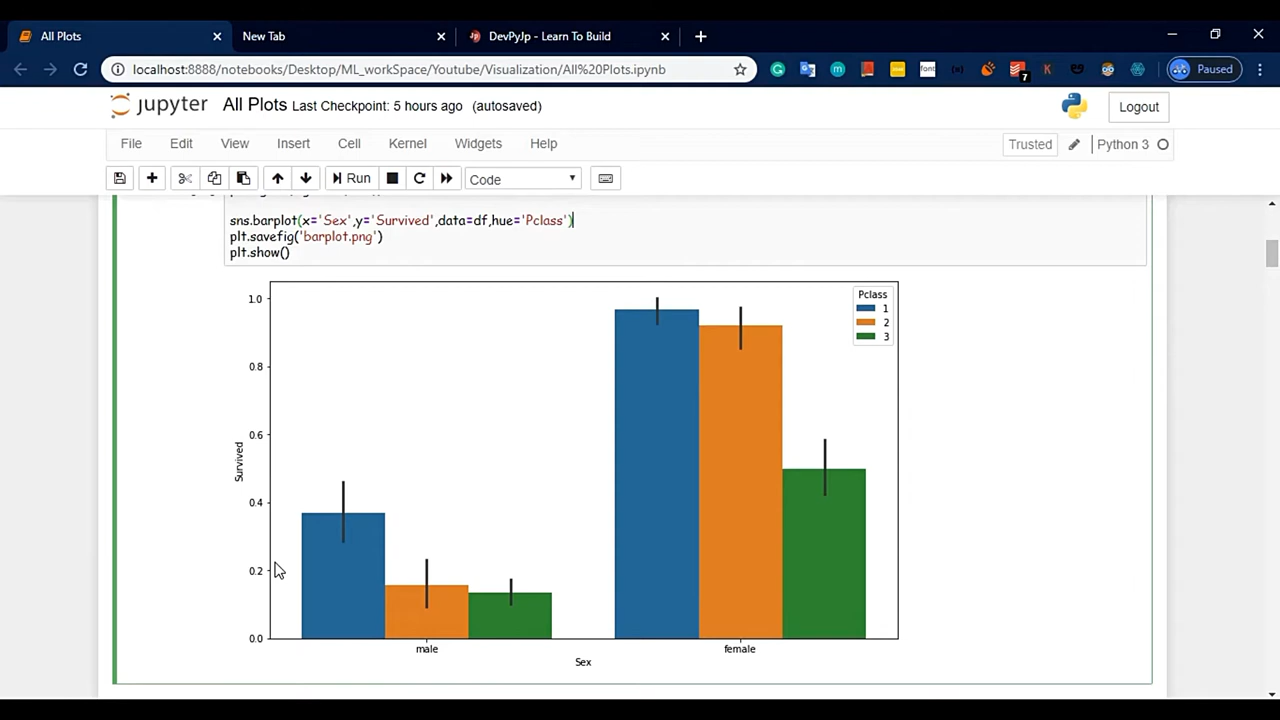 All Plots
New Tab
DevPyJp - Learn To Build
localhost:8888/notebooks/Desktop/ML_workSpace/Youtube/Visualization/All%20Plots.ipynb
font
7
Paused
jupyter All Plots Last Checkpoint: 5 hours ago (autosaved)
Logout
File Edit View Insert Cell Kernel Widgets Help
Trusted
Python 3
Run
Code
sns.barplot(x='Sex',y='Survived',data=df,hue='Pclass')
plt.savefig('barplot.png')
plt.show()
Pclass
1
2
3
1.0
0.8
0.6
0.4
0.2
0.0
Survived
male
female
Sex